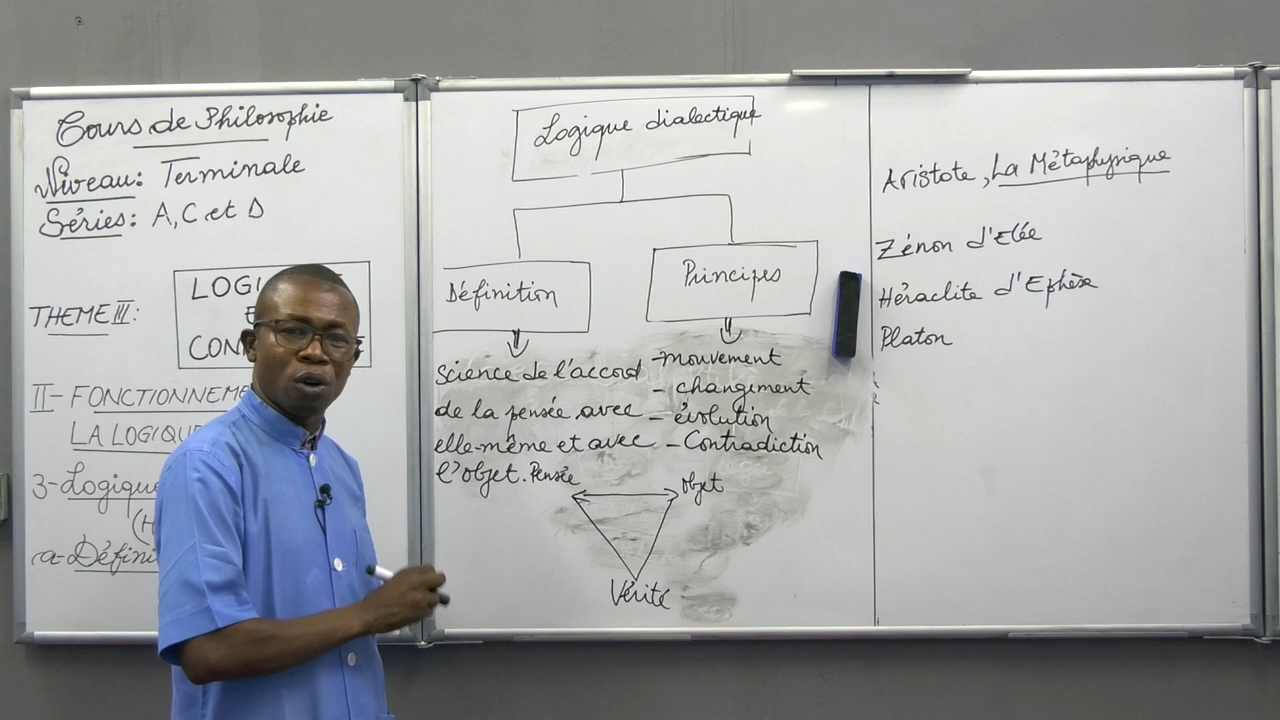 Cours de Philosophie
Niveau: Terminale
Séries: A, C et D
THEME III:
LOGI
CON
II- FONCTIONNEME
LA LOGIQUE
3-Logique
(H
a-Défini
Logique dialectique
Définition
Principes
Science de l'accord
de la pensée avec
elle-même et avec
l'objet.
-mouvement
- changement
- évolution
- Contradiction
Pensée
objet
Vérité
Aristote, La Métaphysique
Zénon d'Elée
Héraclite d'Ephèse
Platon